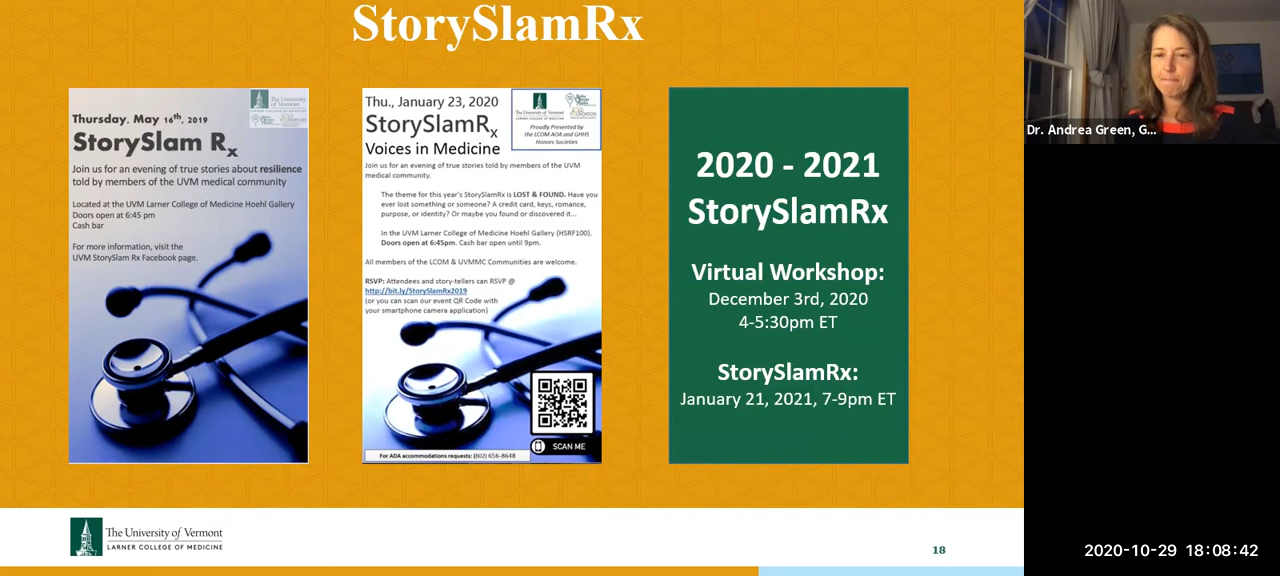 StorySlamRx
Thursday, May 16th, 2019
StorySlam Rx
Join us for an evening of true stories about resilience
told by members of the UVM medical community
Located at the UVM Larner College of Medicine Hoehl Gallery
Doors open at 6:45 pm
Cash bar
For more information, visit the
UVM StorySlam Rx Facebook page.
The University of Vermont
LARNER COLLEGE OF MEDICINE
Thu., January 23, 2020
StorySlamRx
Voices in Medicine
Proudly Presented by
the LCOM AOA and GHHS
Honors Societies
Join us for an evening of true stories told by members of the UVM
medical community.
The theme for this year's StorySlamRx is LOST & FOUND. Have you
ever lost something or someone? A credit card, keys, romance,
purpose, or identity? Or maybe you found or discovered it...
In the UVM Larner College of Medicine Hoehl Gallery (HSRF100).
Doors open at 6:45pm. Cash bar open until 9pm.
All members of the LCOM & UVMMC Communities are welcome.
RSVP: Attendees and story-tellers can RSVP @
http://bit.ly/StorySlamRx2019
(or you can scan our event QR Code with
your smartphone camera application)
SCAN ME
For ADA accommodations requests: (802) 656-8648
2020 - 2021
StorySlamRx
Virtual Workshop:
December 3rd, 2020
4-5:30pm ET
StorySlamRx:
January 21, 2021, 7-9pm ET
Dr. Andrea Green, G...
The University of Vermont
LARNER COLLEGE OF MEDICINE
18
2020-10-29 18:08:42